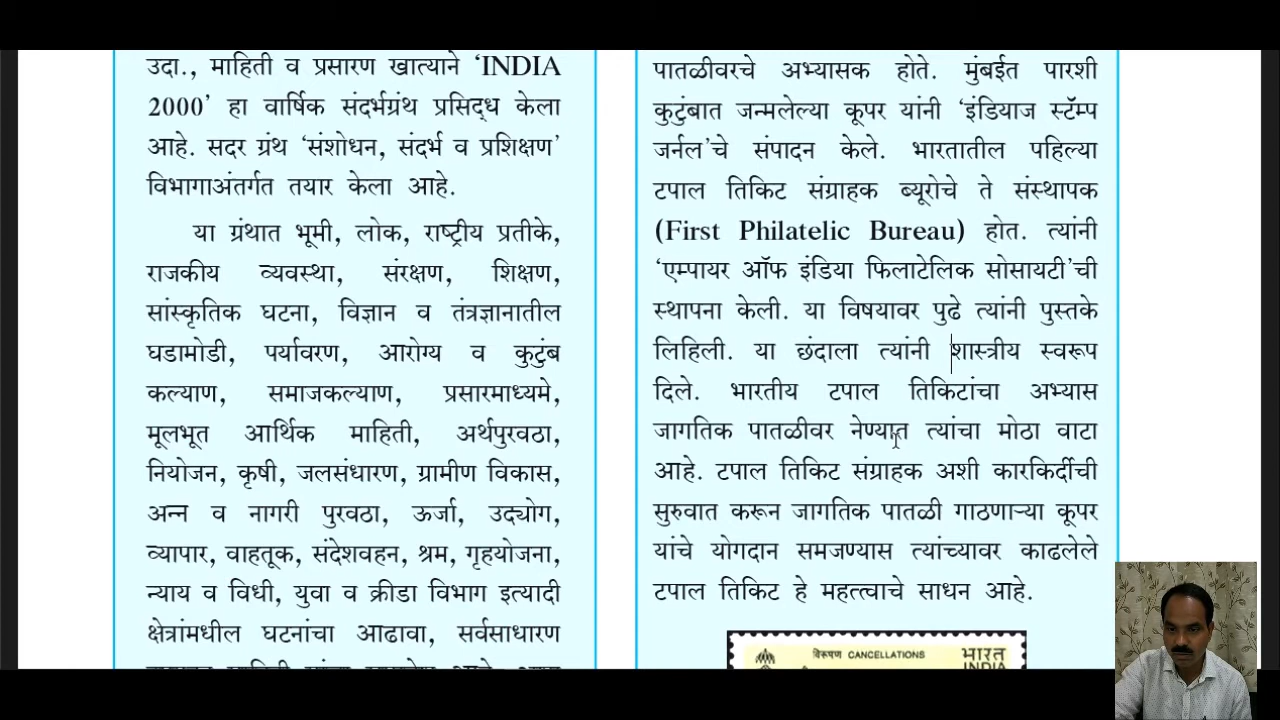 उदा., माहिती व प्रसारण खात्याने ‘INDIA
2000’ हा वार्षिक संदर्भग्रंथ प्रसिद्ध केला
आहे. सदर ग्रंथ ‘संशोधन, संदर्भ व प्रशिक्षण’
विभागाअंतर्गत तयार केला आहे.
या ग्रंथात भूमी, लोक, राष्ट्रीय प्रतीके,
राजकीय व्यवस्था, संरक्षण, शिक्षण,
सांस्कृतिक घटना, विज्ञान व तंत्रज्ञानातील
घडामोडी, पर्यावरण, आरोग्य व कुटुंब
कल्याण, समाजकल्याण, प्रसारमाध्यमे,
मूलभूत आर्थिक माहिती, अर्थपुरवठा,
नियोजन, कृषी, जलसंधारण, ग्रामीण विकास,
अन्न व नागरी पुरवठा, ऊर्जा, उद्योग,
व्यापार, वाहतूक, संदेशवहन, श्रम, गृहयोजना,
न्याय व विधी, युवा व क्रीडा विभाग इत्यादी
क्षेत्रांमधील घटनांचा आढावा, सर्वसाधारण
पातळीवरचे अभ्यासक होते. मुंबईत पारशी
कुटुंबात जन्मलेल्या कूपर यांनी ‘इंडियाज स्टॅम्प
जर्नल’चे संपादन केले. भारतातील पहिल्या
टपाल तिकिट संग्राहक ब्यूरोचे ते संस्थापक
(First Philatelic Bureau) होत. त्यांनी
‘एम्पायर ऑफ इंडिया फिलाटेलिक सोसायटी’ची
स्थापना केली. या विषयावर पुढे त्यांनी पुस्तके
लिहिली. या छंदाला त्यांनी शास्त्रीय स्वरूप
दिले. भारतीय टपाल तिकिटांचा अभ्यास
जागतिक पातळीवर नेण्यात त्यांचा मोठा वाटा
आहे. टपाल तिकिट संग्राहक अशी कारकिर्दीची
सुरुवात करून जागतिक पातळी गाठणाऱ्या कूपर
यांचे योगदान समजण्यास त्यांच्यावर काढलेले
टपाल तिकिट हे महत्त्वाचे साधन आहे.
विरूपण CANCELLATIONS भारत
INDIA